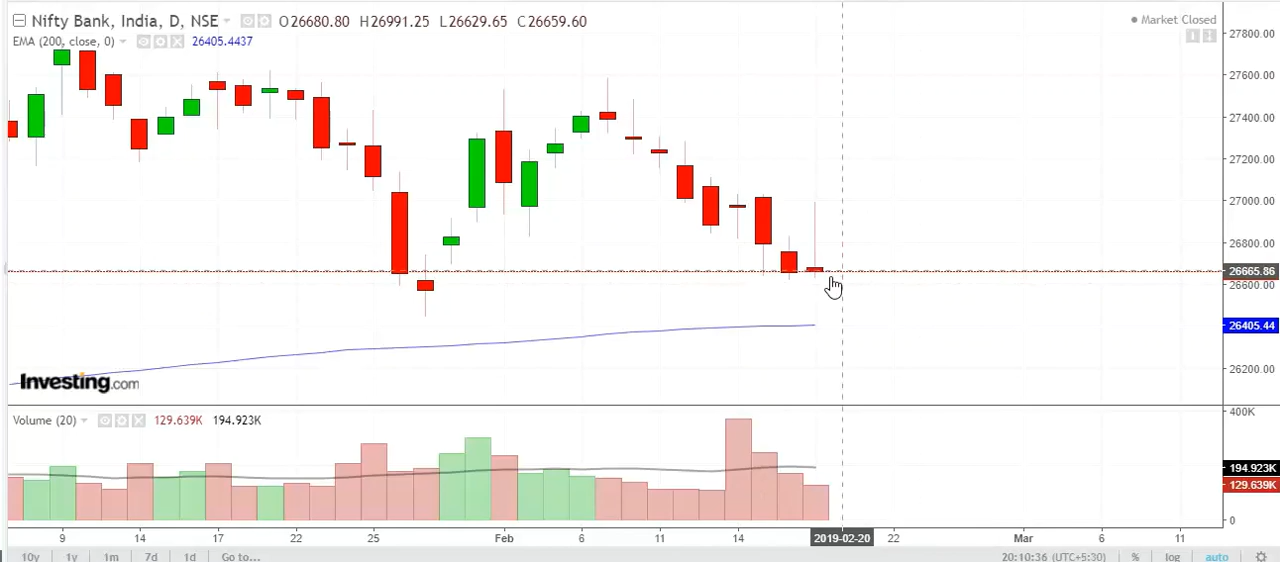 Nifty Bank, India, D, NSE O26680.80 H26991.25 L26629.65 C26659.60
Market Closed
EMA (200, close, 0) 26405.4437
27800.00
27600.00
27400.00
27200.00
27000.00
26800.00
26665.86
26600.00
26405.44
26200.00
Investing.com
Volume (20) 129.639K 194.923K
400K
194.923K
129.639K
0
9 14 17 22 25 Feb 6 11 14 2019-02-20 22 Mar 6 11
10y 1y 1m 7d 1d Go to... 20:10:36 (UTC+5:30) % log auto